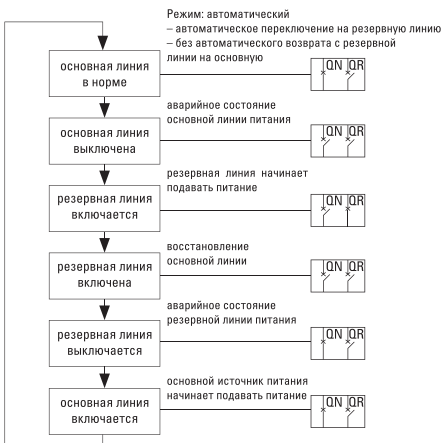 Режим: автоматический
– автоматическое переключение на резервную линию
– без автоматического возврата с резервной
линии на основную
основная линия
в норме
QN QR
аварийное состояние
основной линии питания
основная линия
выключена
QN QR
резервная линия начинает
подавать питание
резервная линия
включается
QN QR
восстановление
основной линии
резервная линия
включена
QN QR
аварийное состояние
резервной линии питания
резервная линия
выключается
QN QR
основной источник питания
начинает подавать питание
основная линия
включается
QN QR